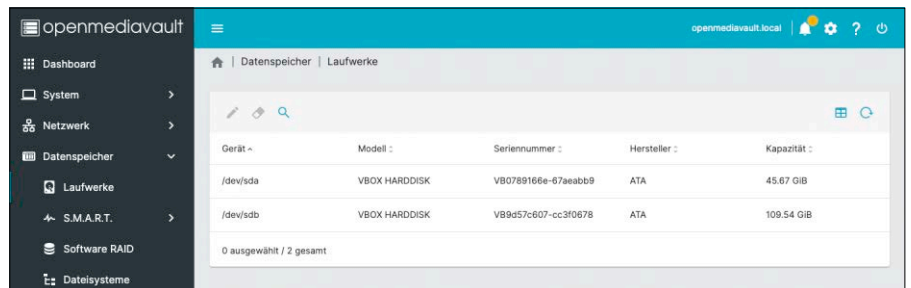 openmediavault
openmediavault.local
Dashboard
System
Netzwerk
Datenspeicher
Laufwerke
S.M.A.R.T.
Software RAID
Dateisysteme
| Datenspeicher | Laufwerke
Gerät Modell Seriennummer Hersteller Kapazität
/dev/sda VBOX HARDDISK VB0789166e-67aeabb9 ATA 45.67 GiB
/dev/sdb VBOX HARDDISK VB9d57c607-cc3f0678 ATA 109.54 GiB
0 ausgewählt / 2 gesamt